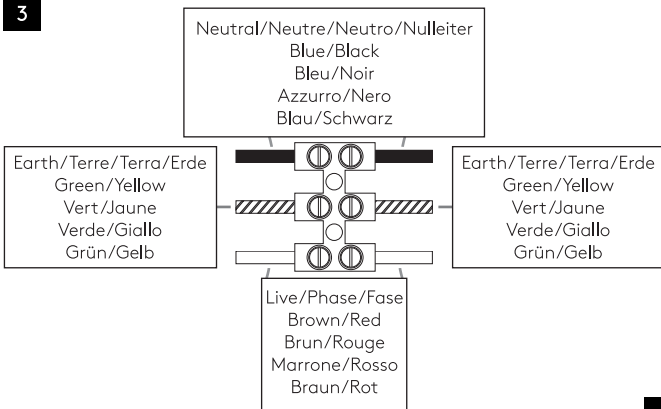 3
Neutral/Neutre/Neutro/Nulleiter
Blue/Black
Bleu/Noir
Azzurro/Nero
Blau/Schwarz
Earth/Terre/Terra/Erde
Green/Yellow
Vert/Jaune
Verde/Giallo
Grün/Gelb
Earth/Terre/Terra/Erde
Green/Yellow
Vert/Jaune
Verde/Giallo
Grün/Gelb
Live/Phase/Fase
Brown/Red
Brun/Rouge
Marrone/Rosso
Braun/Rot